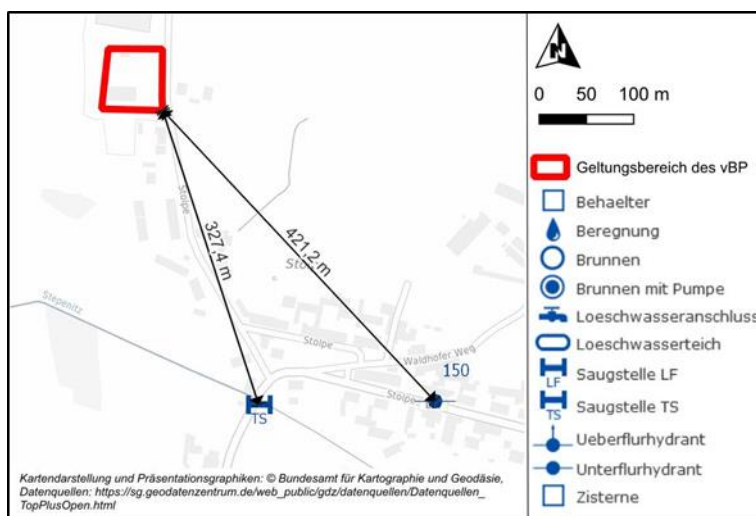 Stolpe
327,4 m
421,2 m
Sto
Stepenitz
Stolpe
Waldhofer Weg
150
Stolpe
TS
Kartendarstellung und Präsentationsgraphiken: © Bundesamt für Kartographie und Geodäsie,
Datenquellen: https://sg.geodatenzentrum.de/web_public/gdz/datenquellen/Datenquellen_
TopPlusOpen.html
N
0 50 100 m
Geltungsbereich des vBP
Behaelter
Beregnung
Brunnen
Brunnen mit Pumpe
Loeschwasseranschluss
Loeschwasserteich
LF Saugstelle LF
TS Saugstelle TS
Ueberflurhydrant
Unterflurhydrant
Zisterne